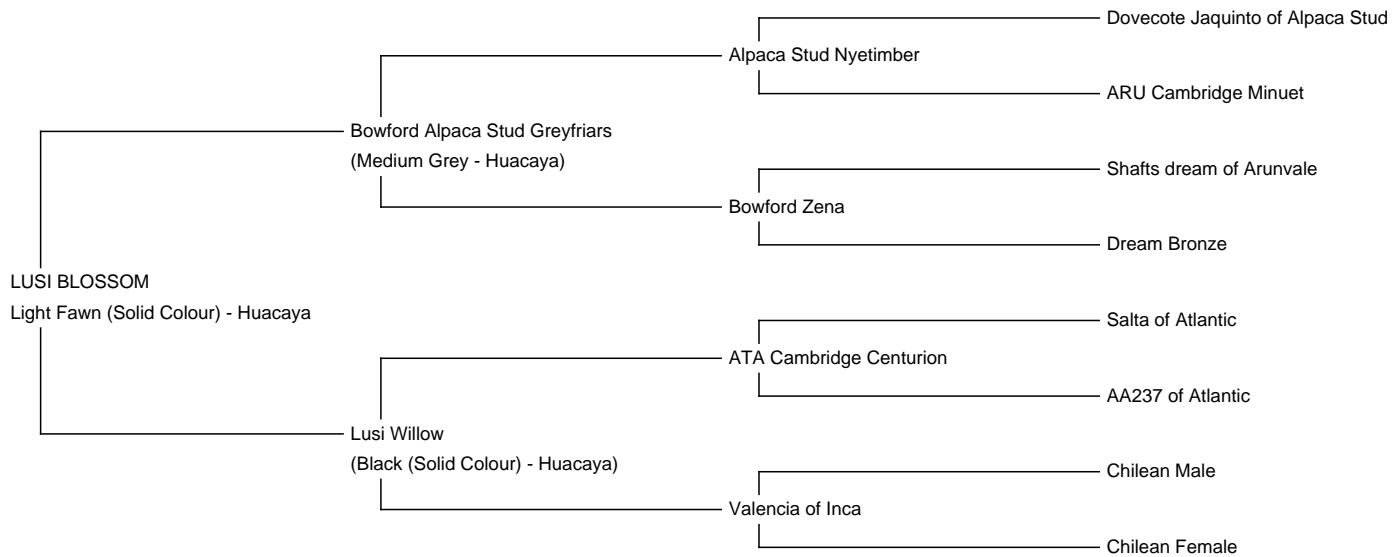 Dovecote Jaquinto of Alpaca Stud
Alpaca Stud Nyetimber
ARU Cambridge Minuet
Bowford Alpaca Stud Greyfriars
(Medium Grey - Huacaya)
Shafts dream of Arunvale
Bowford Zena
Dream Bronze
LUSI BLOSSOM
Light Fawn (Solid Colour) - Huacaya
Salta of Atlantic
ATA Cambridge Centurion
AA237 of Atlantic
Lusi Willow
(Black (Solid Colour) - Huacaya)
Chilean Male
Valencia of Inca
Chilean Female